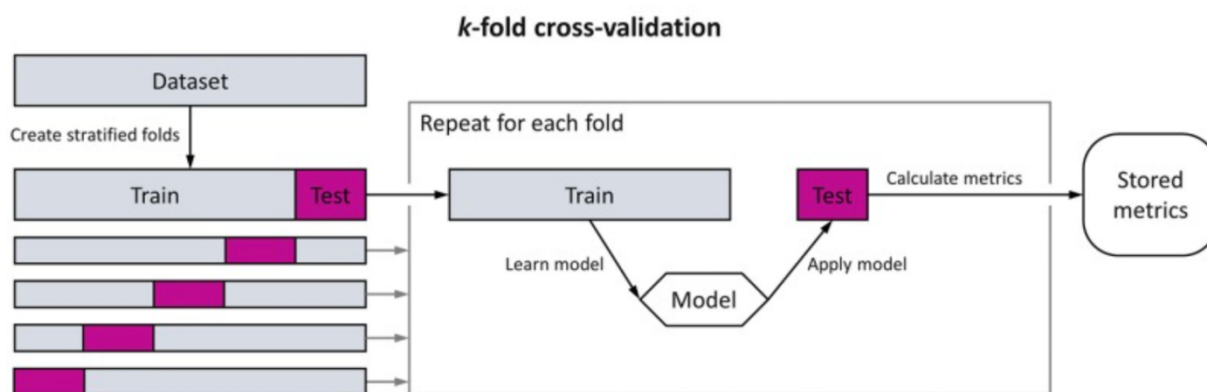 k-fold cross-validation
Dataset
Create stratified folds
Repeat for each fold
Train
Test
Train
Test
Calculate metrics
Stored
metrics
Learn model
Apply model
Model